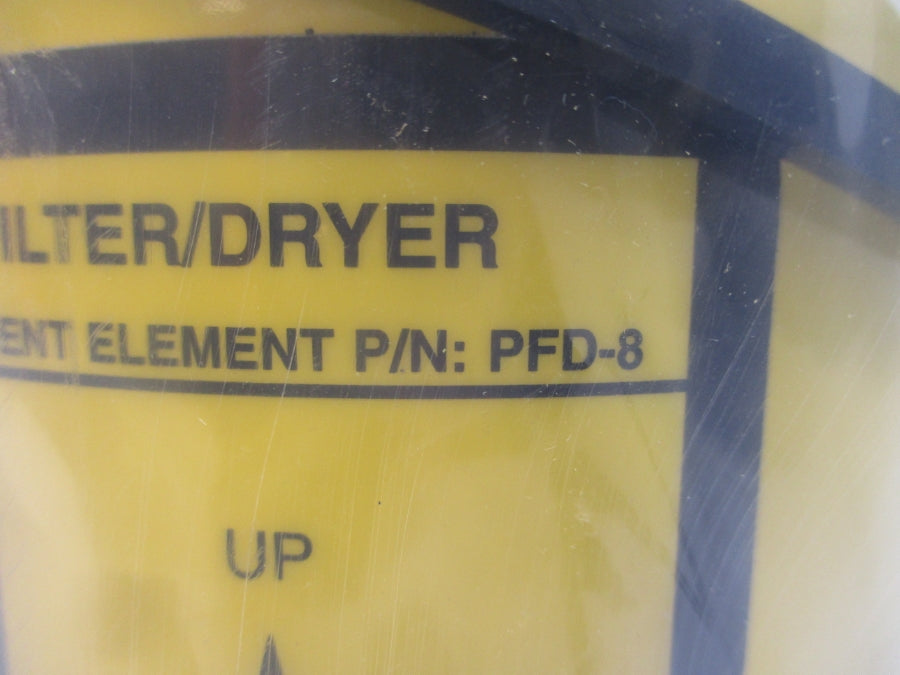 ILTER/DRYER
ENT ELEMENT P/N: PFD-8
UP